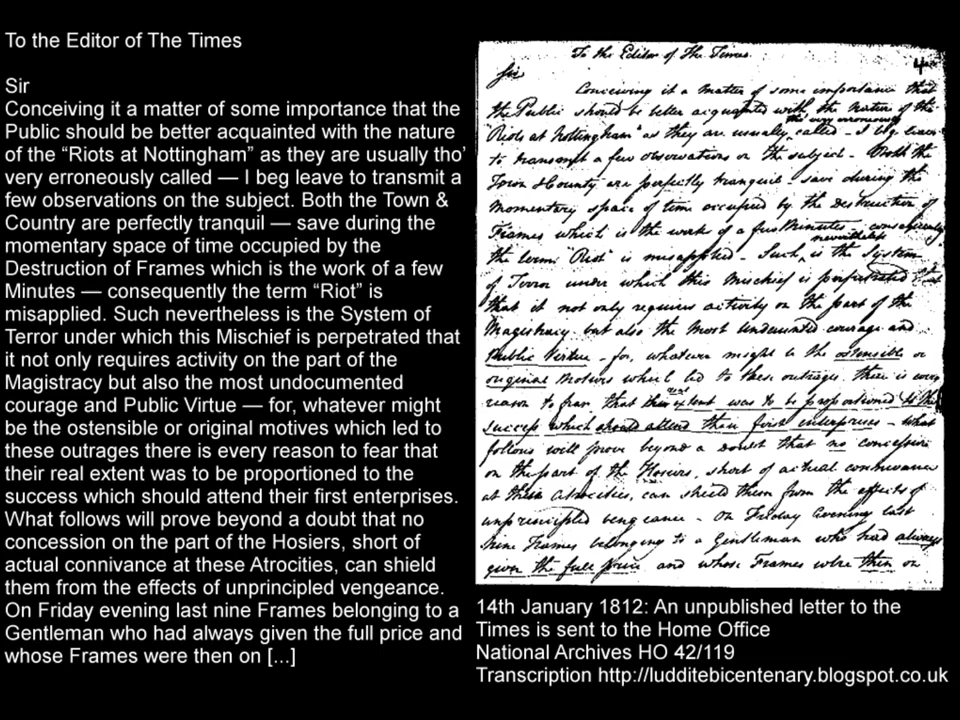 To the Editor of The Times
Sir
Conceiving it a matter of some importance that the
Public should be better acquainted with the nature
of the “Riots at Nottingham” as they are usually tho’
very erroneously called — I beg leave to transmit a
few observations on the subject. Both the Town &
Country are perfectly tranquil — save during the
momentary space of time occupied by the
Destruction of Frames which is the work of a few
Minutes — consequently the term “Riot” is
misapplied. Such nevertheless is the System of
Terror under which this Mischief is perpetrated that
it not only requires activity on the part of the
Magistracy but also the most undocumented
courage and Public Virtue — for, whatever might
be the ostensible or original motives which led to
these outrages there is every reason to fear that
their real extent was to be proportioned to the
success which should attend their first enterprises.
What follows will prove beyond a doubt that no
concession on the part of the Hosiers, short of
actual connivance at these Atrocities, can shield
them from the effects of unprincipled vengeance.
On Friday evening last nine Frames belonging to a
Gentleman who had always given the full price and
whose Frames were then on [...]
To the Editor of The Times.
4
Sir
Conceiving it a matter of some importance that
the Public should be better acquainted with the nature of the
tho' very erroneously
"Riots at Nottingham" as they are usually called – I beg leave
to transmit a few observations on the subject – Both the
Town & County are perfectly tranquil – save during the
momentary space of time occupied by the Destruction of
Frames which is the work of a few Minutes – consequently
nevertheless
the term "Riot" is misapplied – Such is the System
of Terror under which this Mischief is perpetrated
that it not only requires activity on the part of the
Magistracy but also the most undaunted courage and
Public Virtue – for, whatever might be the ostensible or
original Motives which led to these outrages there is every
real
reason to fear that their extent was to be proportioned to the
success which should attend their first enterprises – What
follows will prove beyond a doubt that no concession
on the part of the Hosiers, short of actual connivance
at these Atrocities, can shield them from the effects of
unprincipled vengeance – On Friday Evening last
nine Frames belonging to a Gentleman who had always
given the full price and whose Frames were then on
14th January 1812: An unpublished letter to the
Times is sent to the Home Office
National Archives HO 42/119
Transcription http://ludditebicentenary.blogspot.co.uk